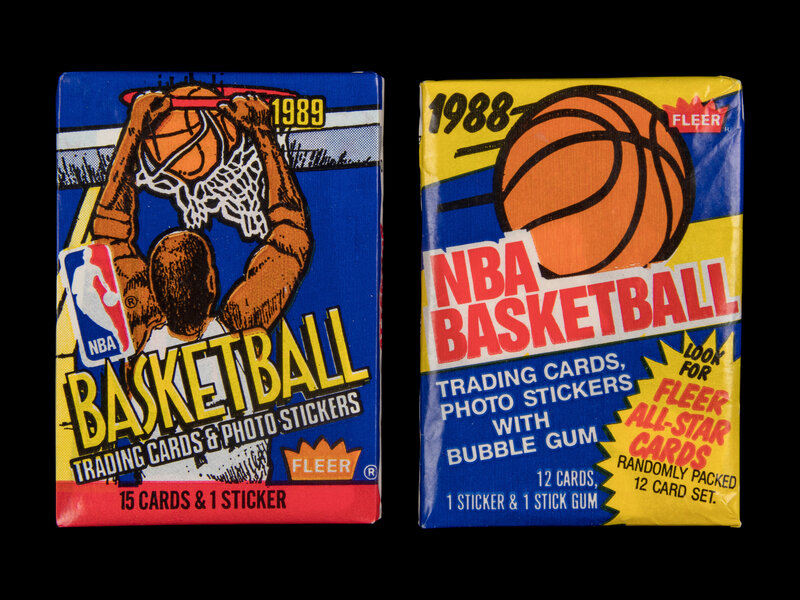 1989
NBA
®
BASKETBALL
TRADING CARDS & PHOTO STICKERS
FLEER ®
15 CARDS & 1 STICKER
1988
FLEER
NBA
BASKETBALL
TRADING CARDS,
PHOTO STICKERS
WITH
BUBBLE GUM
12 CARDS,
1 STICKER & 1 STICK GUM
LOOK
FOR
FLEER
ALL-STAR
CARDS
RANDOMLY PACKED
12 CARD SET.